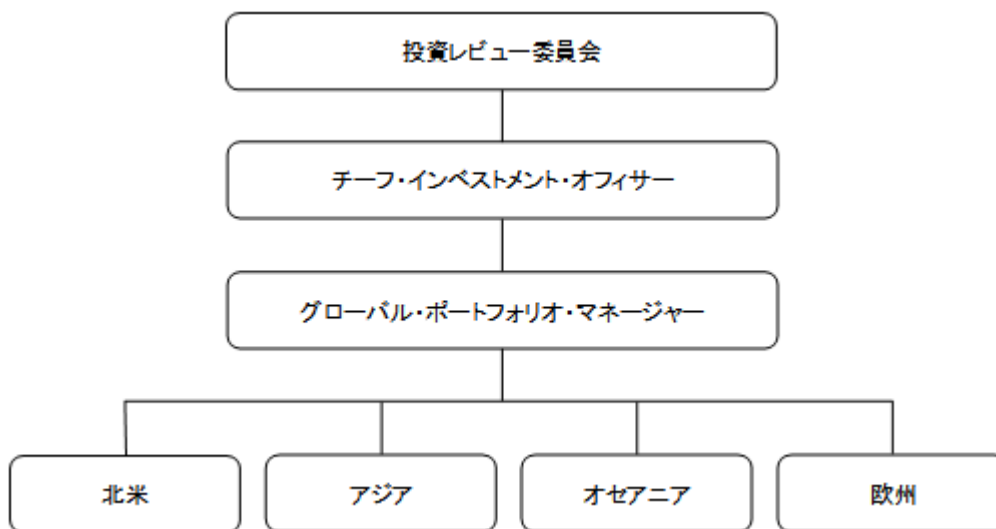 投資レビュー委員会
チーフ・インベストメント・オフィサー
グローバル・ポートフォリオ・マネージャー
北米
アジア
オセアニア
欧州